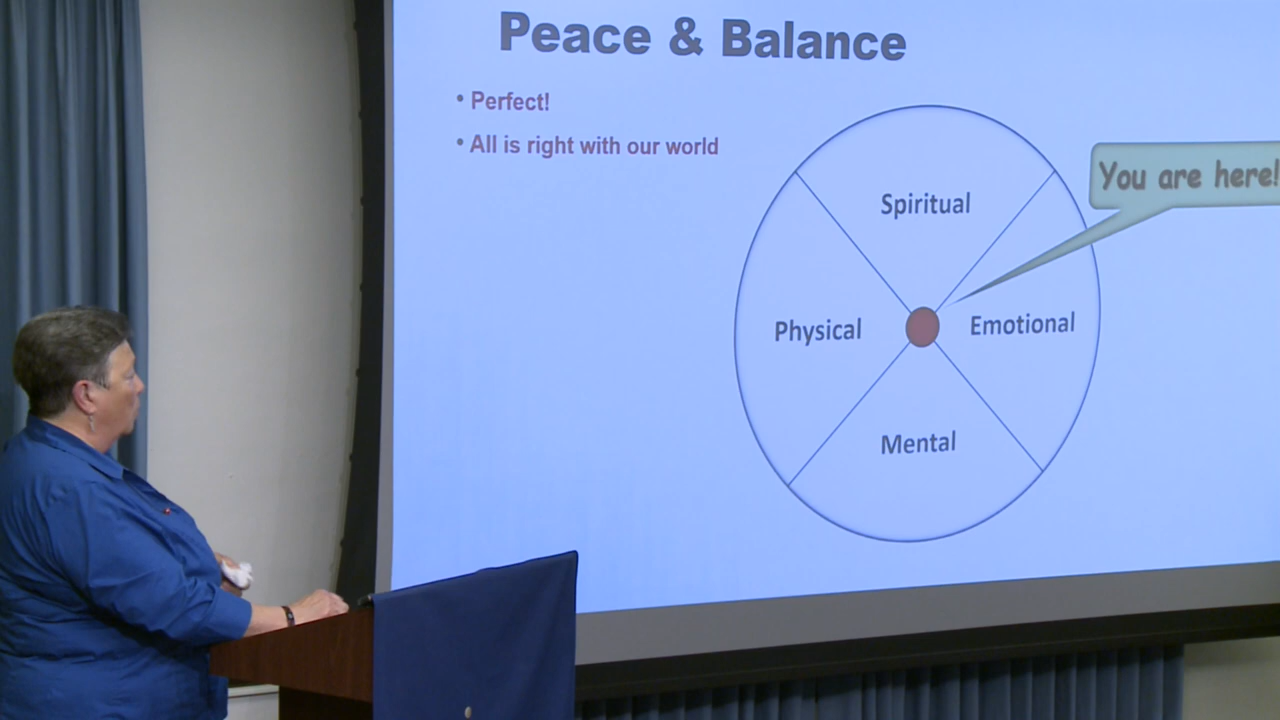 Peace & Balance
• Perfect!
• All is right with our world
You are here!
Spiritual
Physical
Emotional
Mental